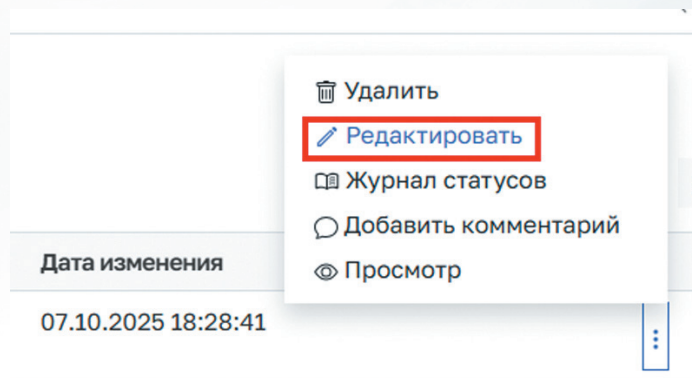 Удалить
Редактировать
Журнал статусов
Добавить комментарий
Просмотр
Дата изменения
07.10.2025 18:28:41